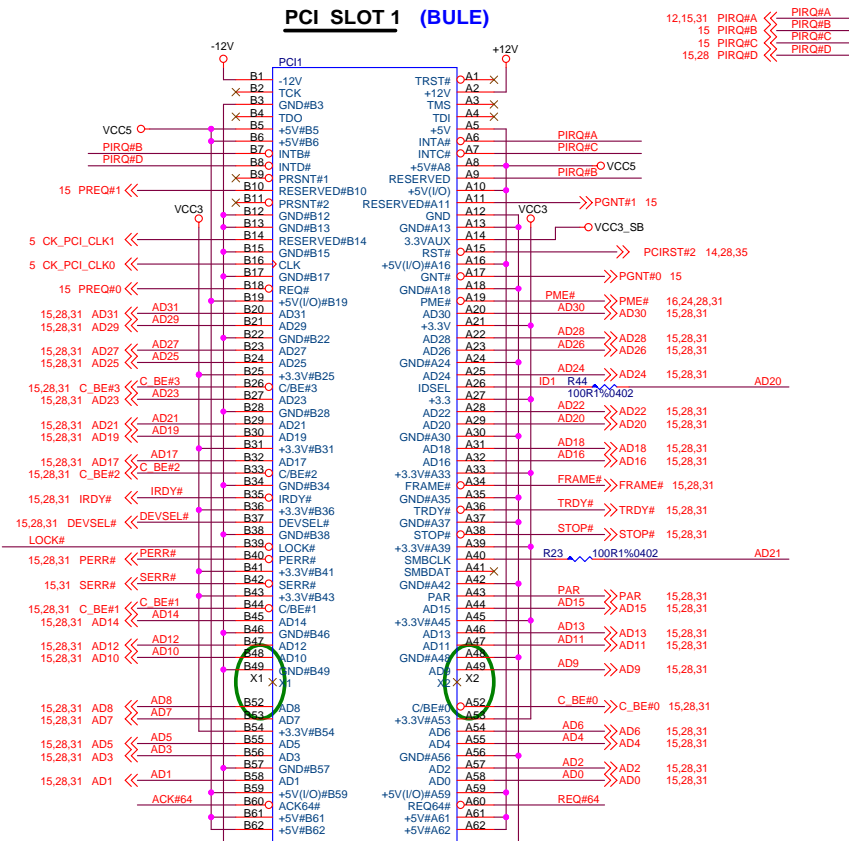 PCI SLOT 1 (BULE)
12,15,31 PIRQ#A PIRQ#A
15 PIRQ#B PIRQ#B
15 PIRQ#C PIRQ#C
15,28 PIRQ#D PIRQ#D
-12V +12V
PCI1
B1 -12V TRST# A1
B2 TCK +12V A2
B3 GND#B3 TMS A3
B4 TDO TDI A4
VCC5 B5 +5V#B5 +5V A5
B6 +5V#B6 INTA# A6 PIRQ#A
PIRQ#B B7 INTB# INTC# A7 PIRQ#C
PIRQ#D B8 INTD# +5V#A8 A8 VCC5
B9 PRSNT#1 RESERVED A9 PIRQ#B
15 PREQ#1 B10 RESERVED#B10 +5V(I/O) A10
B11 PRSNT#2 RESERVED#A11 A11 PGNT#1 15
VCC3 B12 GND#B12 GND A12 VCC3
B13 GND#B13 GND#A13 A13
5 CK_PCI_CLK1 B14 RESERVED#B14 3.3VAUX A14 VCC3_SB
B15 GND#B15 RST# A15 PCIRST#2 14,28,35
5 CK_PCI_CLK0 B16 CLK +5V(I/O)#A16 A16
B17 GND#B17 GNT# A17 PGNT#0 15
15 PREQ#0 B18 REQ# GND#A18 A18
B19 +5V(I/O)#B19 PME# A19 PME# PME# 16,24,28,31
15,28,31 AD31 AD31 B20 AD31 AD30 A20 AD30 AD30 15,28,31
15,28,31 AD29 AD29 B21 AD29 +3.3V A21
B22 GND#B22 AD28 A22 AD28 AD28 15,28,31
15,28,31 AD27 AD27 B23 AD27 AD26 A23 AD26 AD26 15,28,31
15,28,31 AD25 AD25 B24 AD25 GND#A24 A24
B25 +3.3V#B25 AD24 A25 AD24 AD24 15,28,31
15,28,31 C_BE#3 C_BE#3 B26 C/BE#3 IDSEL A26 ID1 R44 100R1%0402 AD20
15,28,31 AD23 AD23 B27 AD23 +3.3 A27
B28 GND#B28 AD22 A28 AD22 AD22 15,28,31
15,28,31 AD21 AD21 B29 AD21 AD20 A29 AD20 AD20 15,28,31
15,28,31 AD19 AD19 B30 AD19 GND#A30 A30
B31 +3.3V#B31 AD18 A31 AD18 AD18 15,28,31
15,28,31 AD17 AD17 B32 AD17 AD16 A32 AD16 AD16 15,28,31
15,28,31 C_BE#2 C_BE#2 B33 C/BE#2 +3.3V#A33 A33
B34 GND#B34 FRAME# A34 FRAME# FRAME# 15,28,31
15,28,31 IRDY# IRDY# B35 IRDY# GND#A35 A35
B36 +3.3V#B36 TRDY# A36 TRDY# TRDY# 15,28,31
15,28,31 DEVSEL# DEVSEL# B37 DEVSEL# GND#A37 A37
B38 GND#B38 STOP# A38 STOP# STOP# 15,28,31
LOCK# B39 LOCK# +3.3V#A39 A39
15,28,31 PERR# PERR# B40 PERR# SMBCLK A40 R23 100R1%0402 AD21
B41 +3.3V#B41 SMBDAT A41
15,31 SERR# SERR# B42 SERR# GND#A42 A42
B43 +3.3V#B43 PAR A43 PAR PAR 15,28,31
15,28,31 C_BE#1 C_BE#1 B44 C/BE#1 AD15 A44 AD15 AD15 15,28,31
15,28,31 AD14 AD14 B45 AD14 +3.3V#A45 A45
B46 GND#B46 AD13 A46 AD13 AD13 15,28,31
15,28,31 AD12 AD12 B47 AD12 AD11 A47 AD11 AD11 15,28,31
15,28,31 AD10 AD10 B48 AD10 GND#A48 A48
B49 GND#B49 AD9 A49 AD9 AD9 15,28,31
X1 X1 X2 X2
15,28,31 AD8 AD8 B52 AD8 C/BE#0 A52 C_BE#0 C_BE#0 15,28,31
15,28,31 AD7 AD7 B53 AD7 +3.3V#A53 A53
B54 +3.3V#B54 AD6 A54 AD6 AD6 15,28,31
15,28,31 AD5 AD5 B55 AD5 AD4 A55 AD4 AD4 15,28,31
15,28,31 AD3 AD3 B56 AD3 GND#A56 A56
B57 GND#B57 AD2 A57 AD2 AD2 15,28,31
15,28,31 AD1 AD1 B58 AD1 AD0 A58 AD0 AD0 15,28,31
B59 +5V(I/O)#B59 +5V(I/O)#A59 A59
ACK#64 B60 ACK64# REQ64# A60 REQ#64
B61 +5V#B61 +5V#A61 A61
B62 +5V#B62 +5V#A62 A62